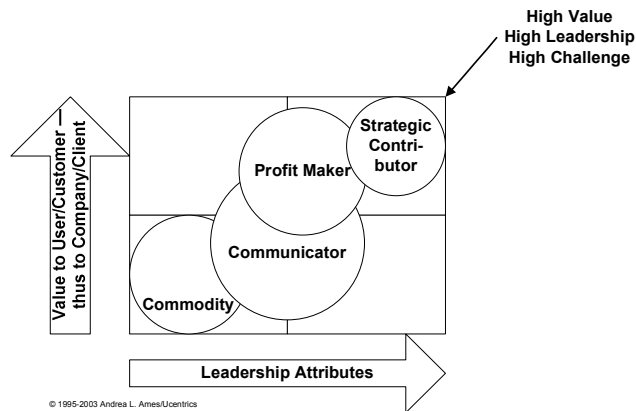 High Value
High Leadership
High Challenge
Strategic
Contri-
butor
Profit Maker
Communicator
Commodity
Value to User/Customer —
thus to Company/Client
Leadership Attributes
© 1995-2003 Andrea L. Ames/Ucentrics